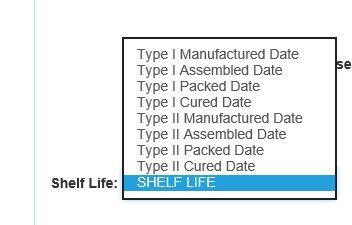 Type I Manufactured Date
se
Type I Assembled Date
Type I Packed Date
Type I Cured Date
Type II Manufactured Date
Type II Assembled Date
Type II Packed Date
Type II Cured Date
Shelf Life: SHELF LIFE